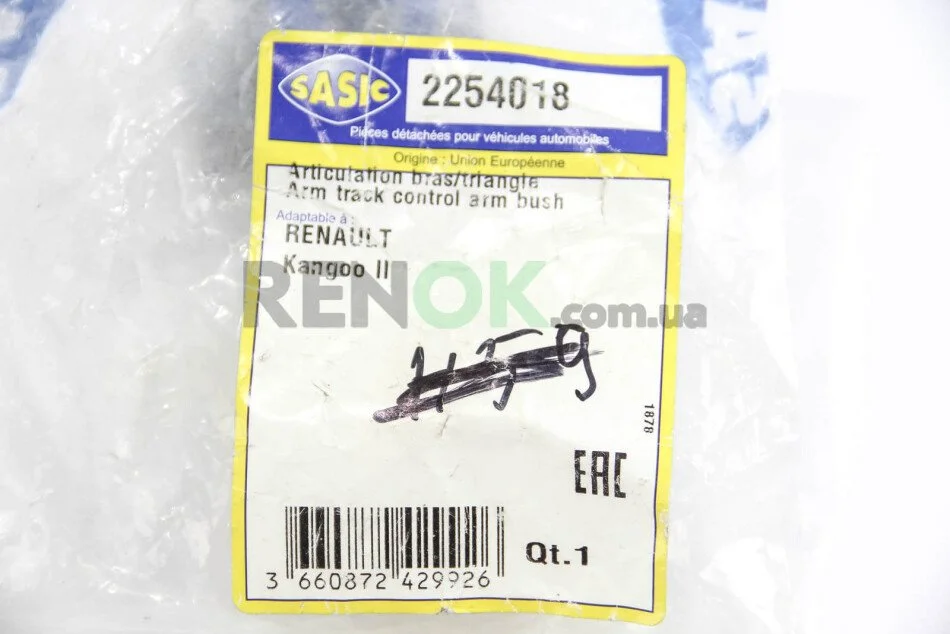 SASIC
2254018
Pièces détachées pour véhicules automobiles
Origine : Union Européenne
Articulation bras/triangle
Arm track control arm bush
Adaptable à :
RENAULT
Kangoo II
RENOK.com.ua
1878
EAC
Qt.1
3 660872 429926